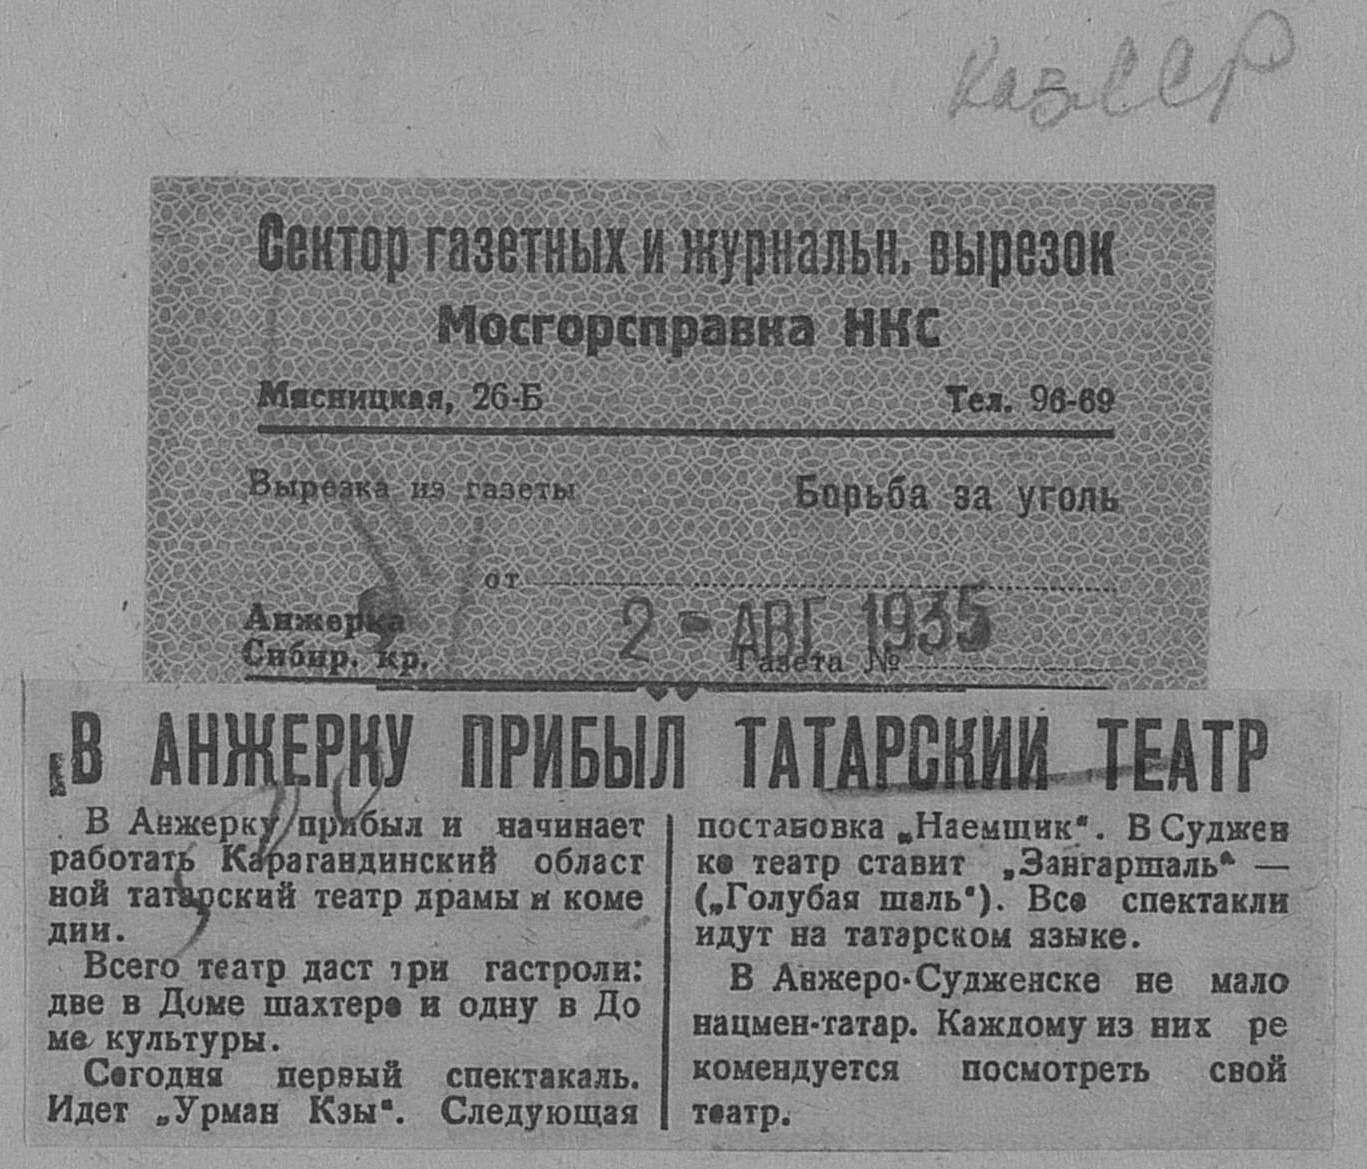 КазССР
Сектор газетных и журнальн. вырезок
Мосгорсправка НКС
Мясницкая, 26-Б Тел. 96-69
Вырезка из газеты Борьба за уголь
от
Анжерка
2 - АВГ 1935
Сибир. кр. Газета №
В АНЖЕРКУ ПРИБЫЛ ТАТАРСКИЙ ТЕАТР
В Анжерку прибыл и начинает
работать Карагандинский област
ной татарский театр драмы и коме
дии.
Всего театр даст три гастроли:
две в Доме шахтера и одну в До
ме культуры.
Сегодня первый спектакаль.
Идет „Урман Кзы“. Следующая
постановка „Наемщик“. В Суджен
ке театр ставит „Зангаршаль“ —
(„Голубая шаль“). Все спектакли
идут на татарском языке.
В Анжеро-Судженске не мало
нацмен-татар. Каждому из них ре
комендуется посмотреть свой
театр.